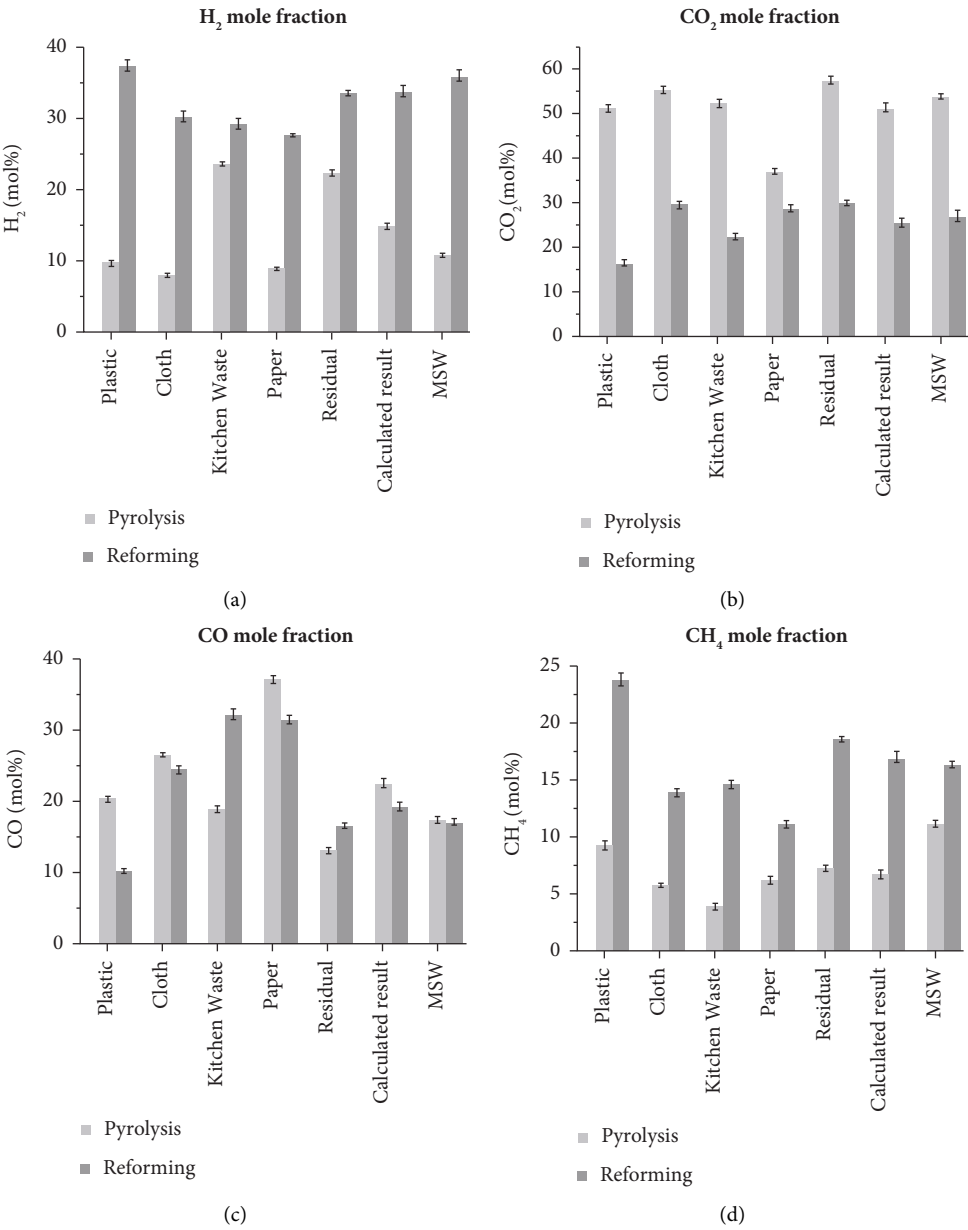 H2 mole fraction
40
30
20
10
0
H2 (mol%)
Plastic
Cloth
Kitchen Waste
Paper
Residual
Calculated result
MSW
Pyrolysis
Reforming
(a)
CO2 mole fraction
60
50
40
30
20
10
0
CO2 (mol%)
Plastic
Cloth
Kitchen Waste
Paper
Residual
Calculated result
MSW
Pyrolysis
Reforming
(b)
CO mole fraction
40
30
20
10
0
CO (mol%)
Plastic
Cloth
Kitchen Waste
Paper
Residual
Calculated result
MSW
Pyrolysis
Reforming
(c)
CH4 mole fraction
25
20
15
10
5
0
CH4 (mol%)
Plastic
Cloth
Kitchen Waste
Paper
Residual
Calculated result
MSW
Pyrolysis
Reforming
(d)